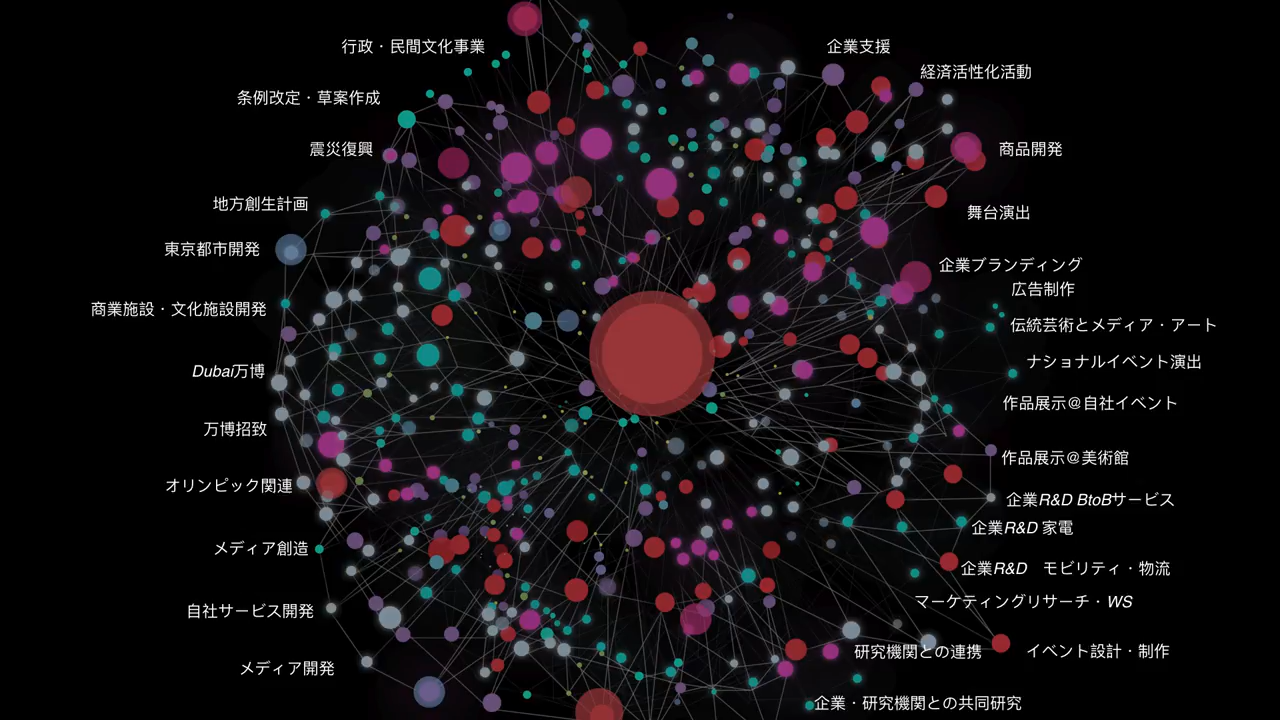 行政・民間文化事業
条例改定・草案作成
震災復興
地方創生計画
東京都市開発
商業施設・文化施設開発
Dubai万博
万博招致
オリンピック関連
メディア創造
自社サービス開発
メディア開発
企業支援
経済活性化活動
商品開発
舞台演出
企業ブランディング
広告制作
伝統芸術とメディア・アート
ナショナルイベント演出
作品展示@自社イベント
作品展示@美術館
企業R&D BtoBサービス
企業R&D 家電
企業R&D　モビリティ・物流
マーケティングリサーチ・WS
研究機関との連携
イベント設計・制作
企業・研究機関との共同研究